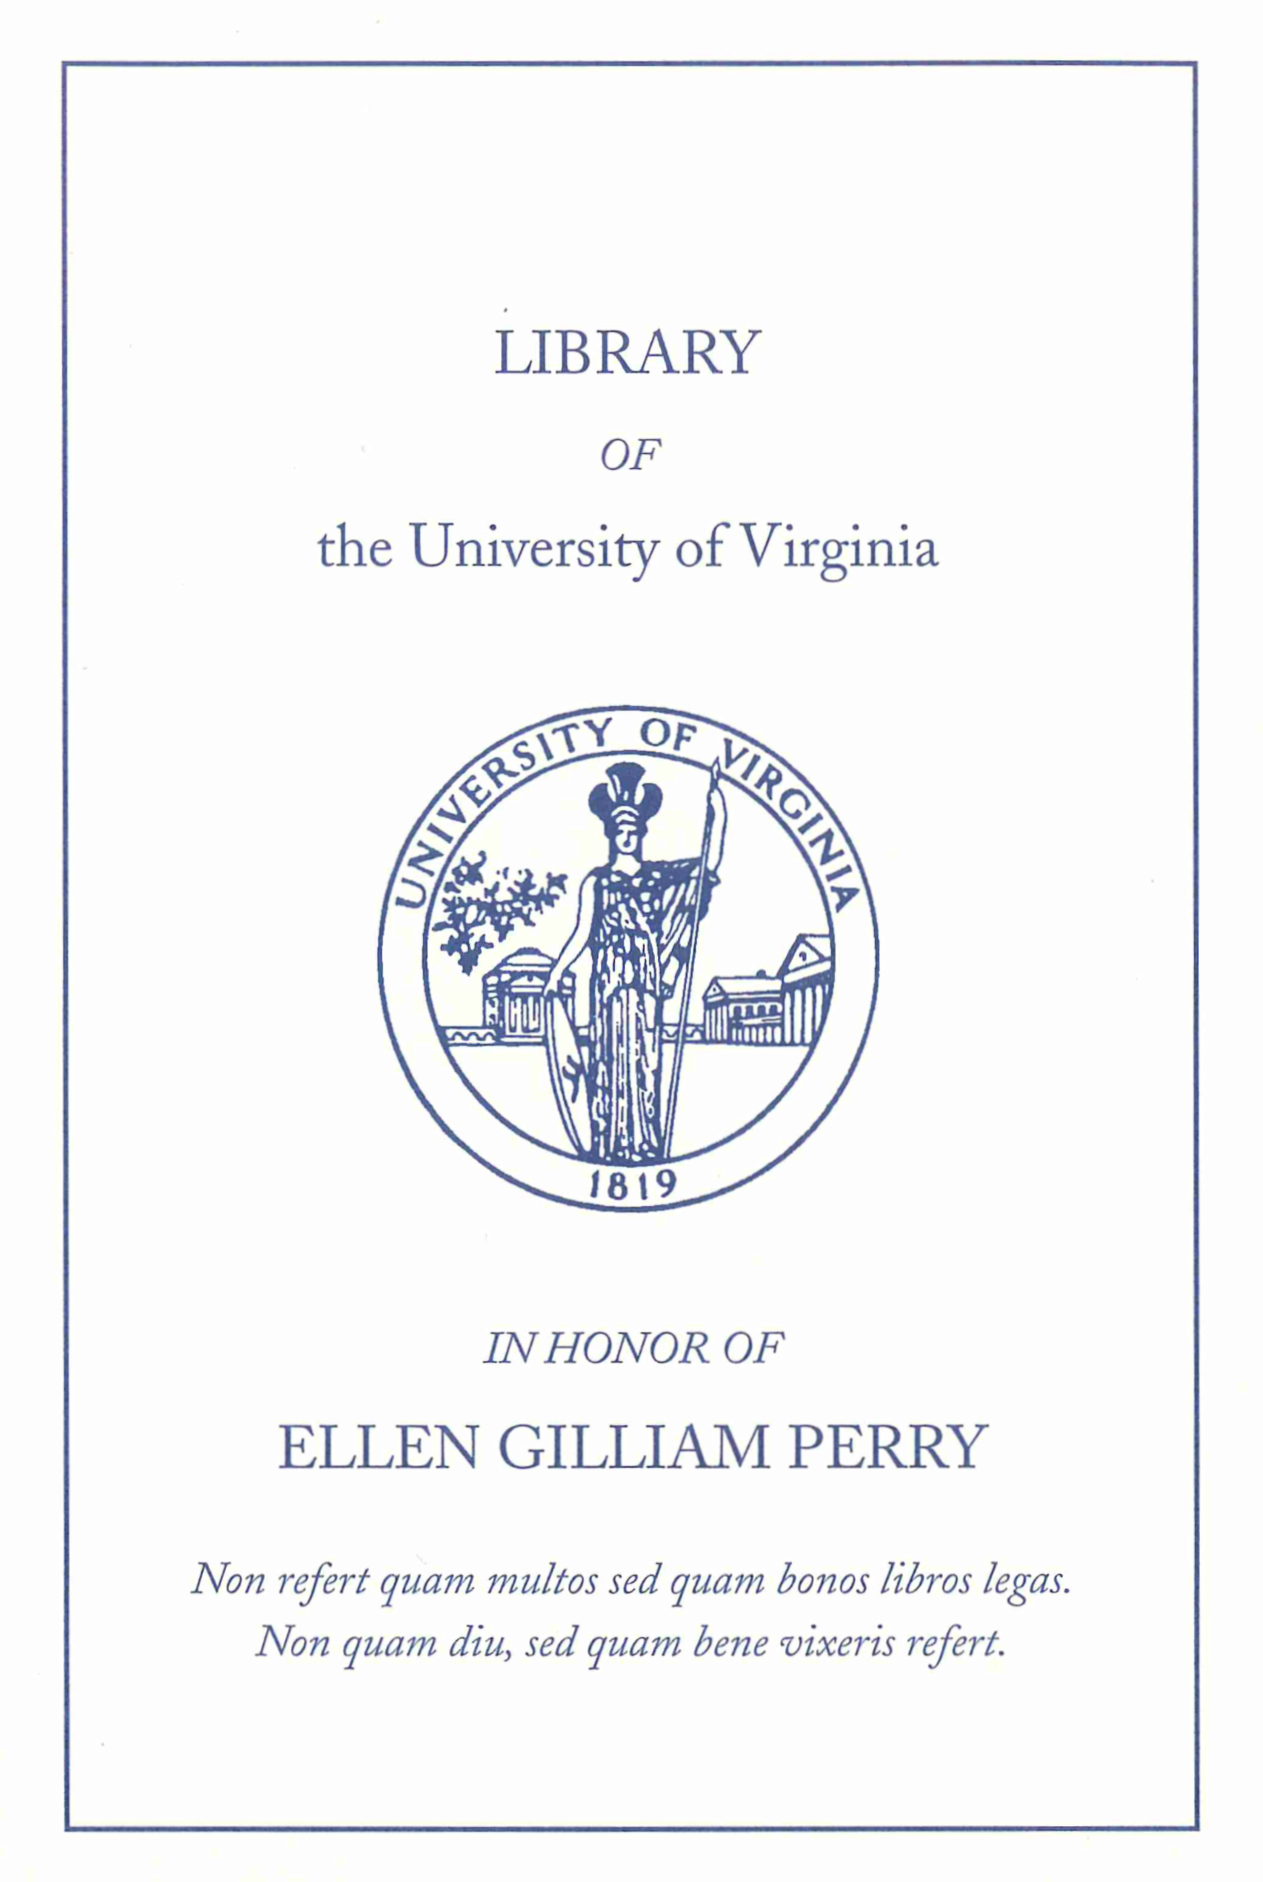 LIBRARY
OF
the University of Virginia
UNIVERSITY OF VIRGINIA
1819
IN HONOR OF
ELLEN GILLIAM PERRY
Non refert quam multos sed quam bonos libros legas.
Non quam diu, sed quam bene vixeris refert.